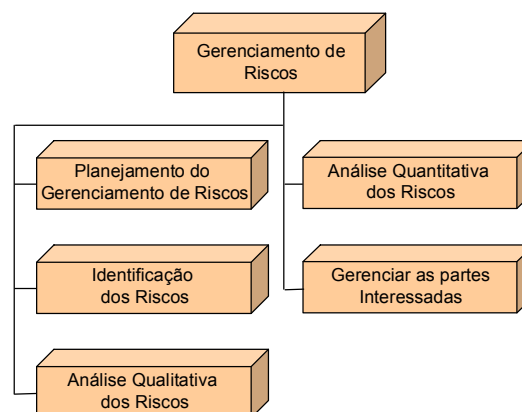 Gerenciamento de
Riscos
Planejamento do
Gerenciamento de Riscos
Identificação
dos Riscos
Análise Qualitativa
dos Riscos
Análise Quantitativa
dos Riscos
Gerenciar as partes
Interessadas